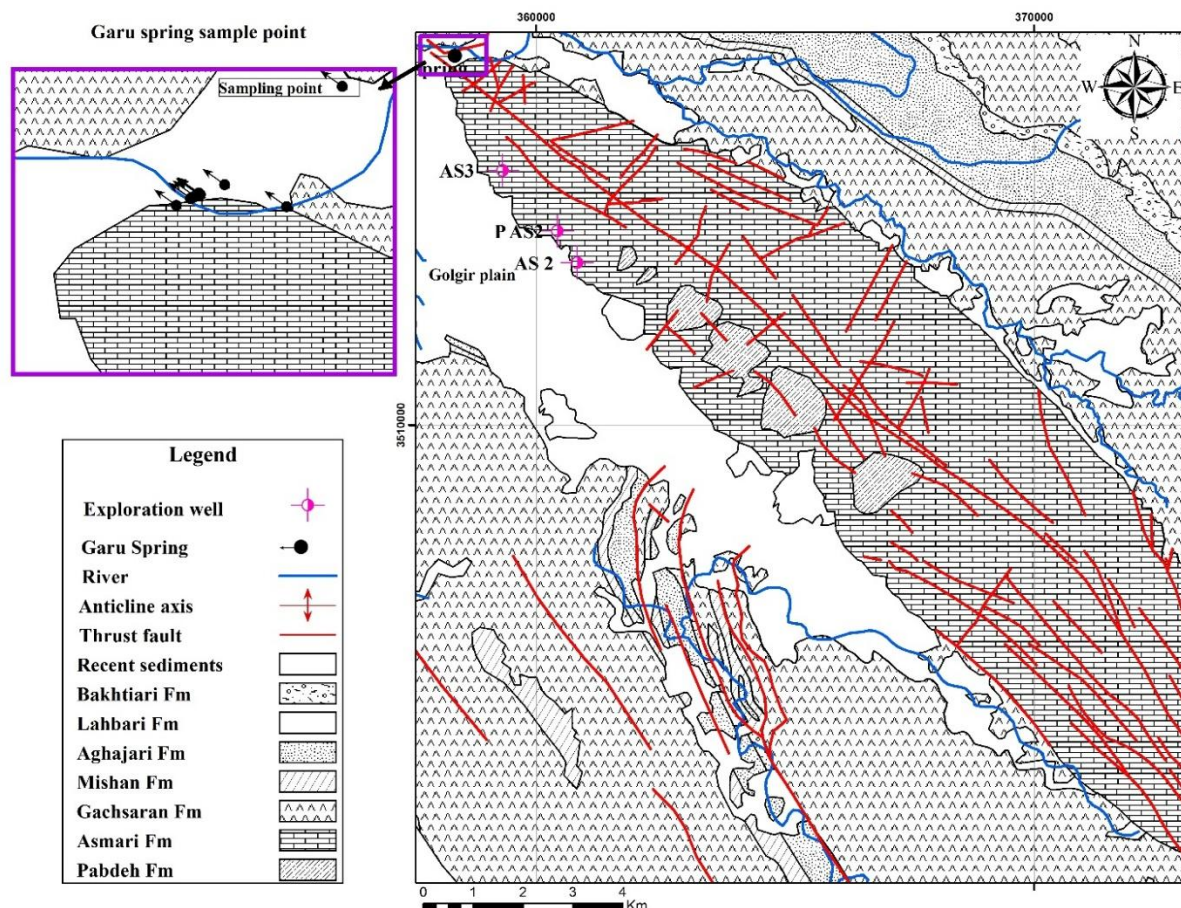 Garu spring sample point
Sampling point
360000
370000
N
W E
S
AS3
P AS2
AS 2
Golgir plain
3510000
Legend
Exploration well
Garu Spring
River
Anticline axis
Thrust fault
Recent sediments
Bakhtiari Fm
Lahbari Fm
Aghajari Fm
Mishan Fm
Gachsaran Fm
Asmari Fm
Pabdeh Fm
0 1 2 3 4
Km